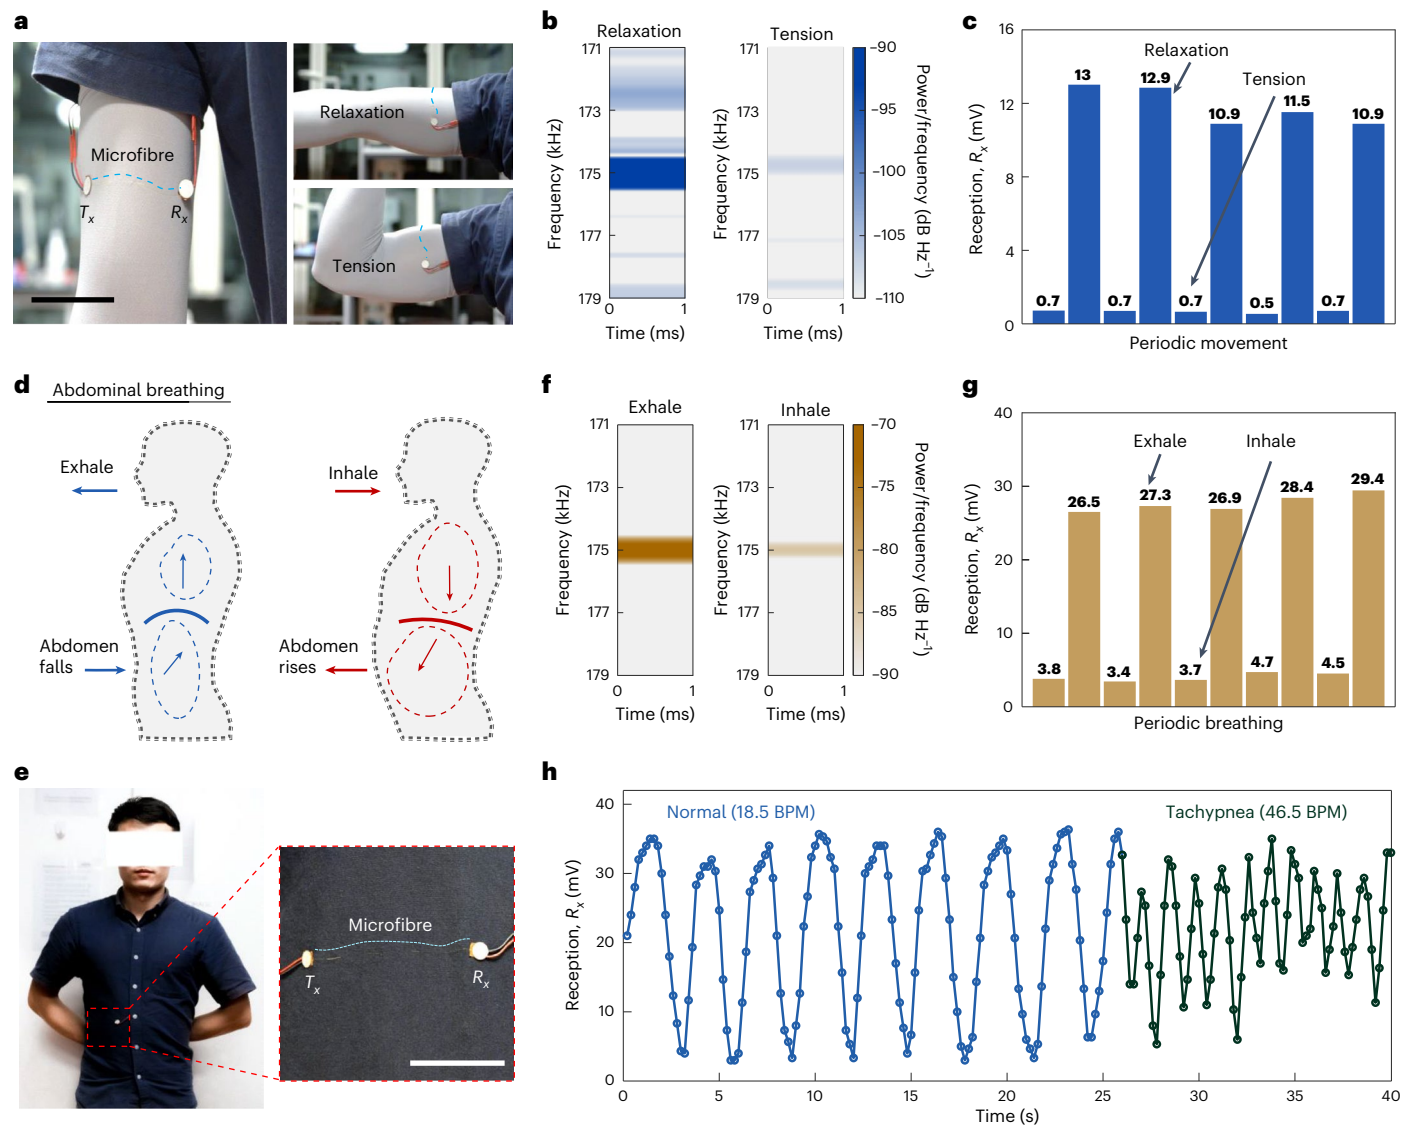 a
Microfibre
Tx
Rx
Relaxation
Tension
b
Relaxation
Tension
171
173
175
177
179
Frequency (kHz)
0
1
Time (ms)
171
173
175
177
179
Frequency (kHz)
0
1
Time (ms)
–90
–95
–100
–105
–110
Power/frequency (dB Hz–1)
c
16
12
8
4
0
Reception, Rx (mV)
Relaxation
Tension
0.7
13
0.7
12.9
0.7
10.9
0.5
11.5
0.7
10.9
Periodic movement
d
Abdominal breathing
Exhale
Abdomen
falls
Inhale
Abdomen
rises
e
Microfibre
Tx
Rx
f
Exhale
Inhale
171
173
175
177
179
Frequency (kHz)
0
1
Time (ms)
171
173
175
177
179
Frequency (kHz)
0
1
Time (ms)
–70
–75
–80
–85
–90
Power/frequency (dB Hz–1)
g
40
30
20
10
0
Reception, Rx (mV)
Exhale
Inhale
3.8
26.5
3.4
27.3
3.7
26.9
4.7
28.4
4.5
29.4
Periodic breathing
h
40
30
20
10
0
Reception, Rx (mV)
Normal (18.5 BPM)
Tachypnea (46.5 BPM)
0
5
10
15
20
25
30
35
40
Time (s)